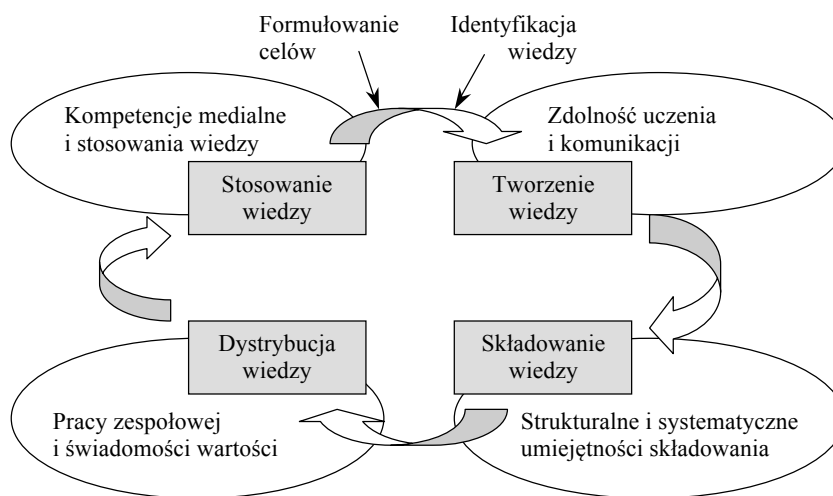 Formułowanie
celów
Identyfikacja
wiedzy
Kompetencje medialne
i stosowania wiedzy
Zdolność uczenia
i komunikacji
Stosowanie
wiedzy
Tworzenie
wiedzy
Dystrybucja
wiedzy
Składowanie
wiedzy
Pracy zespołowej
i świadomości wartości
Strukturalne i systematyczne
umiejętności składowania